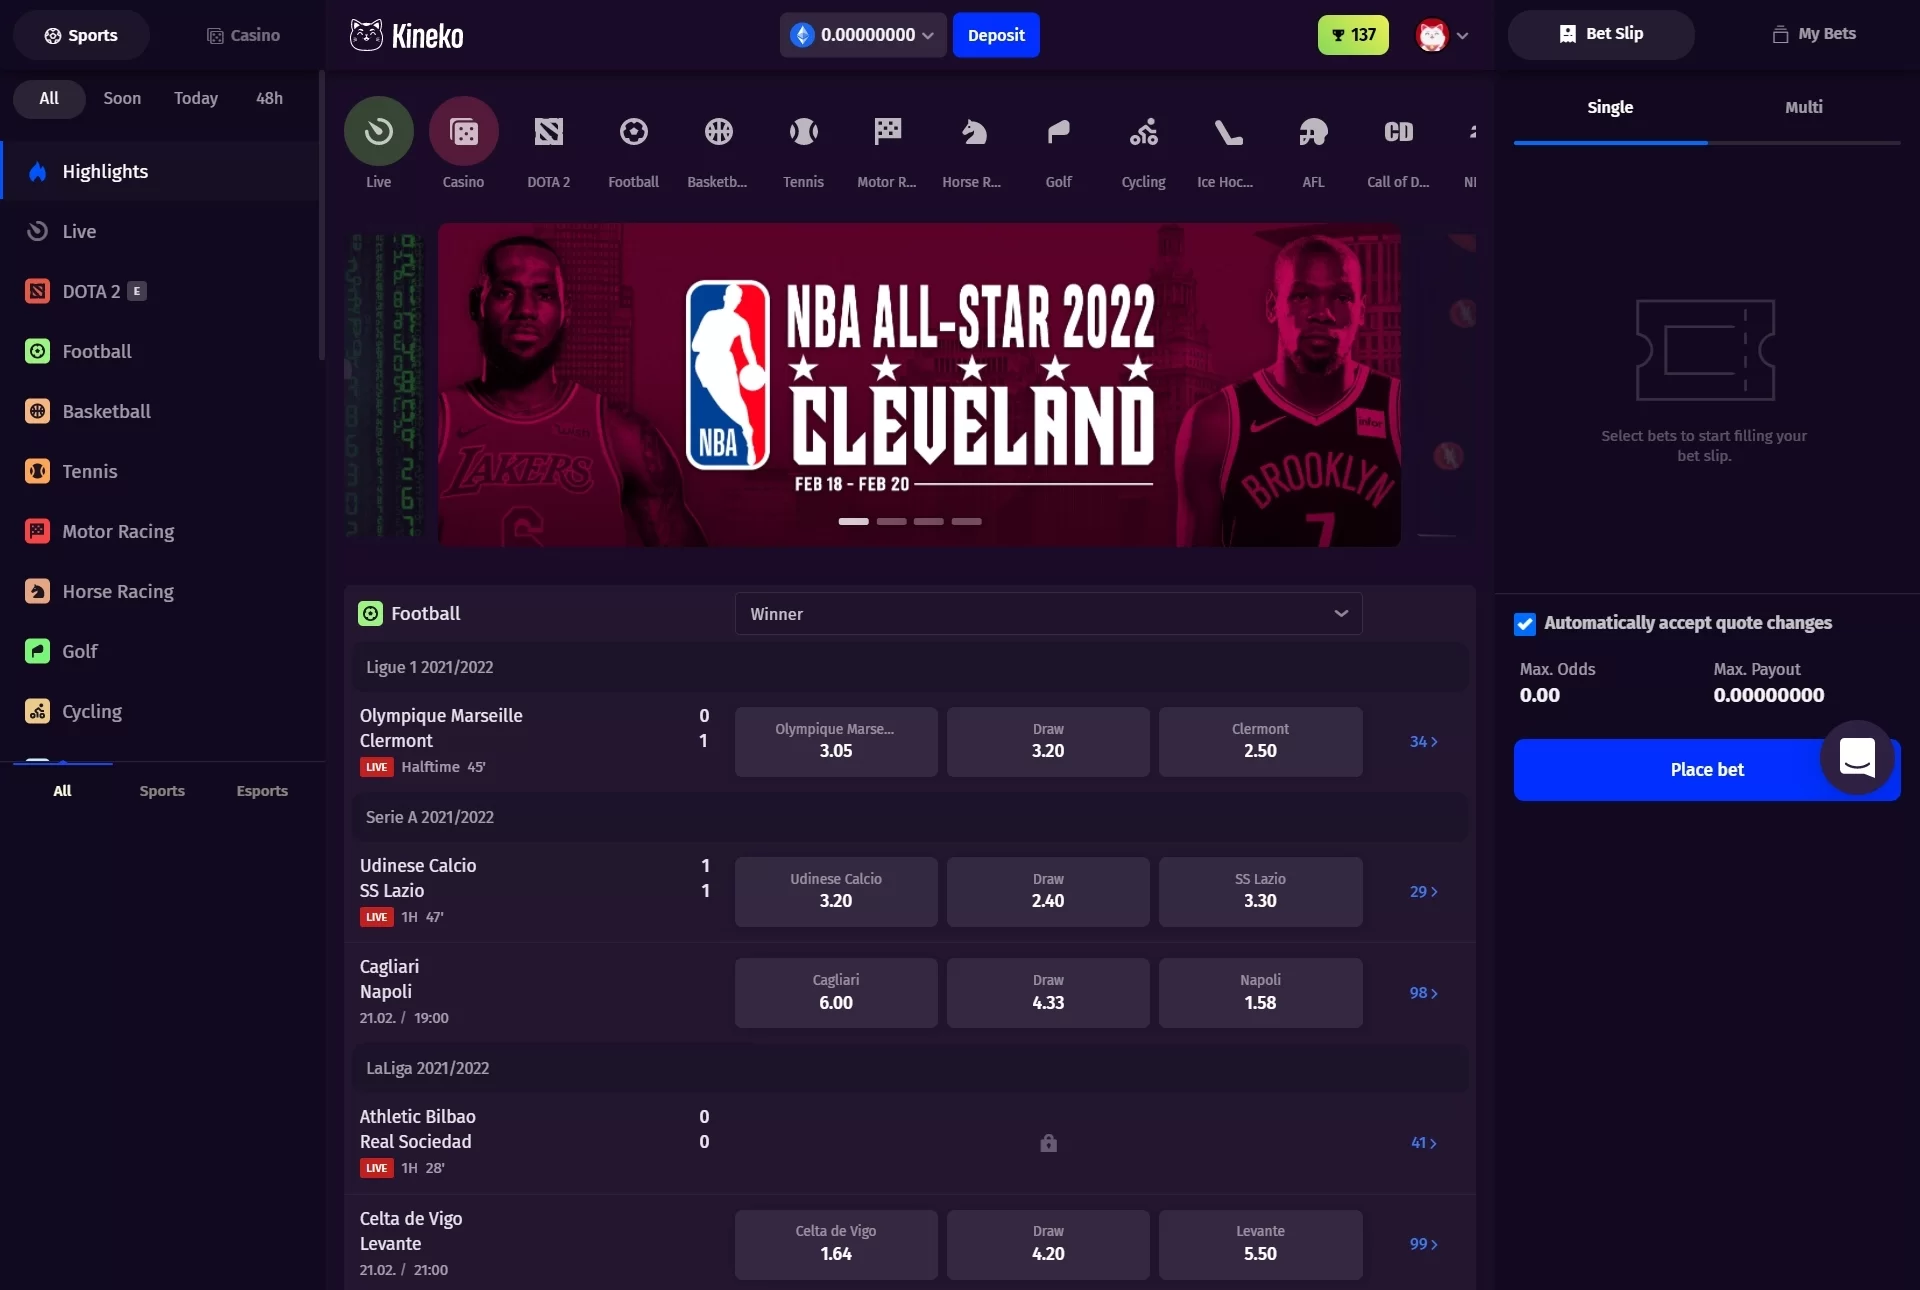 Sports
Casino
All
Soon
Today
48h
Highlights
Live
DOTA 2 E
Football
Basketball
Tennis
Motor Racing
Horse Racing
Golf
Cycling
All
Sports
Esports
Kineko
0.00000000
Deposit
137
Live
Casino
DOTA 2
Football
Basketb...
Tennis
Motor R...
Horse R...
Golf
Cycling
Ice Hoc...
AFL
CD
Call of D...
LAKERS
6
NBA
NBA ALL-STAR 2022
CLEVELAND
FEB 18 - FEB 20
infor
BROOKLYN
7
Football
Winner
Ligue 1 2021/2022
Olympique Marseille 0
Clermont 1
LIVE Halftime 45'
Olympique Marse...
3.05
Draw
3.20
Clermont
2.50
34
Serie A 2021/2022
Udinese Calcio 1
SS Lazio 1
LIVE 1H 47'
Udinese Calcio
3.20
Draw
2.40
SS Lazio
3.30
29
Cagliari
Napoli
21.02. / 19:00
Cagliari
6.00
Draw
4.33
Napoli
1.58
98
LaLiga 2021/2022
Athletic Bilbao 0
Real Sociedad 0
LIVE 1H 28'
41
Celta de Vigo
Levante
21.02. / 21:00
Celta de Vigo
1.64
Draw
4.20
Levante
5.50
99
Bet Slip
My Bets
Single
Multi
Select bets to start filling your
bet slip.
Automatically accept quote changes
Max. Odds
0.00
Max. Payout
0.00000000
Place bet